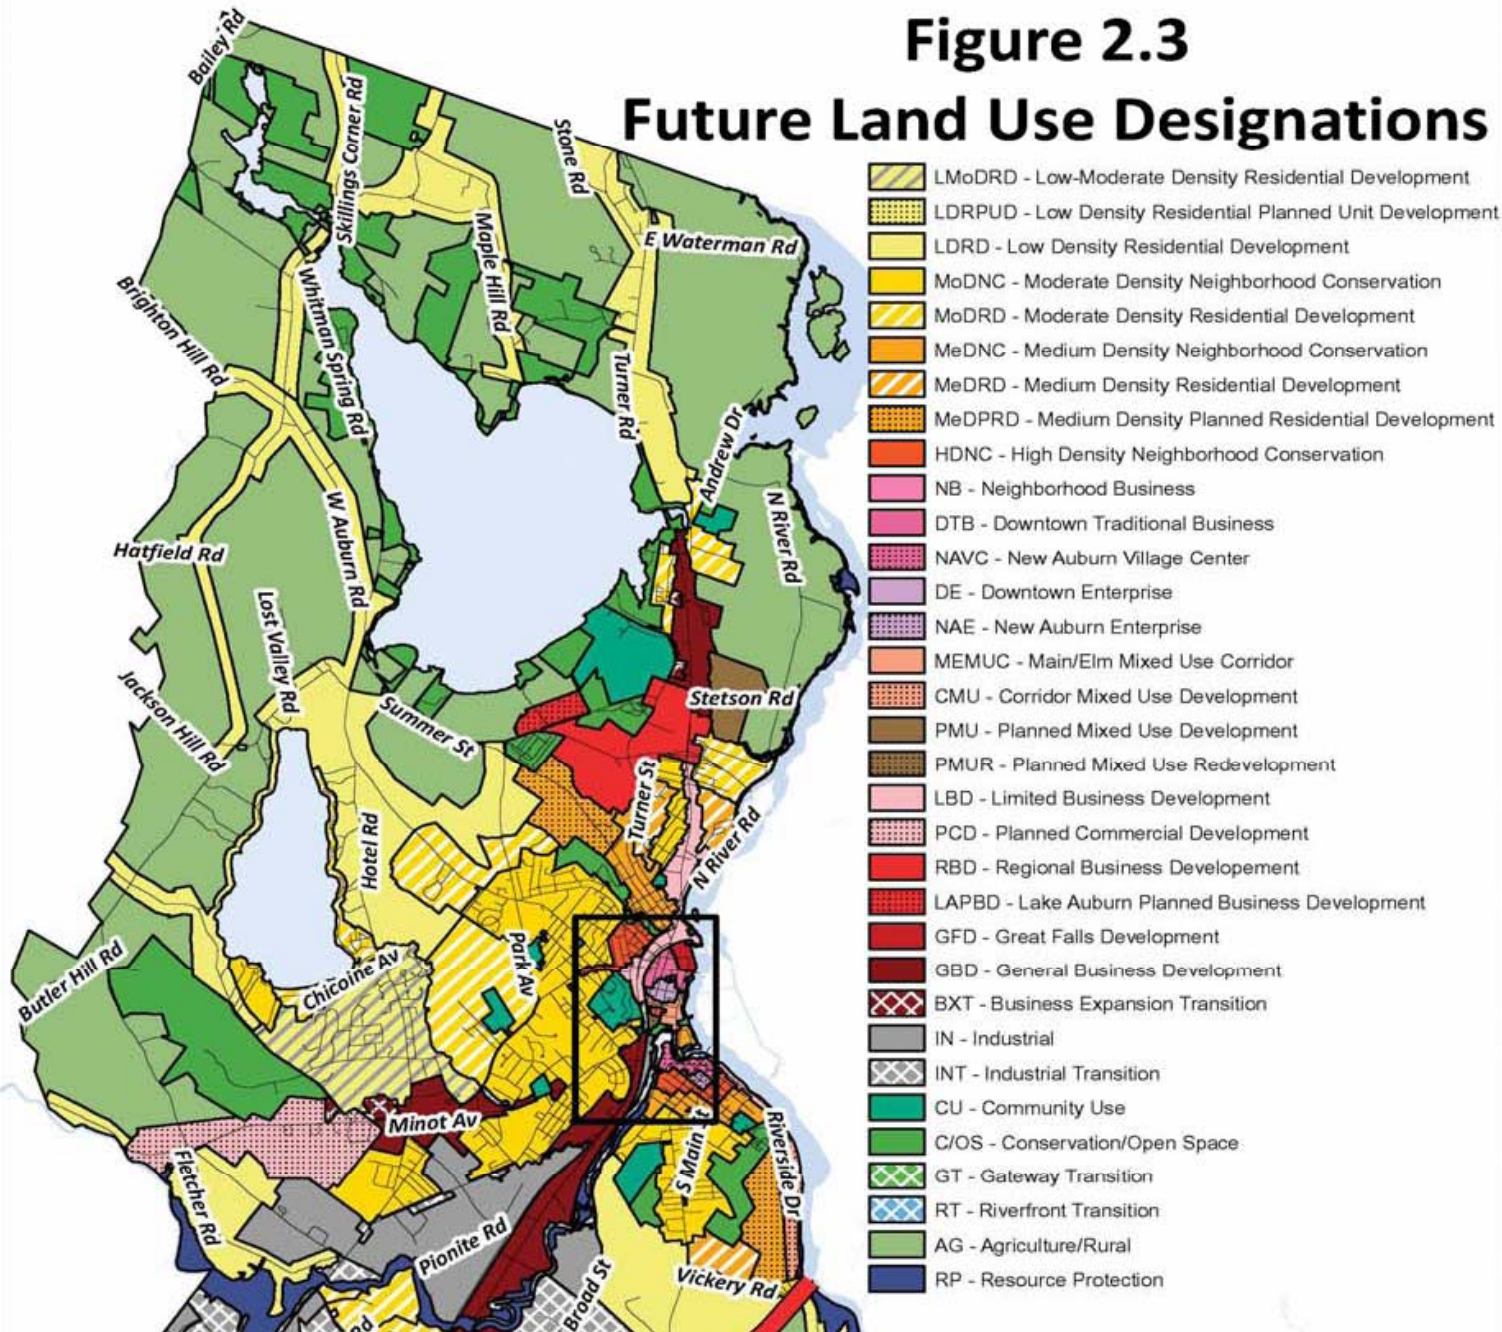 Figure 2.3
Future Land Use Designations
LMoDRD - Low-Moderate Density Residential Development
LDRPUD - Low Density Residential Planned Unit Development
LDRD - Low Density Residential Development
MoDNC - Moderate Density Neighborhood Conservation
MoDRD - Moderate Density Residential Development
MeDNC - Medium Density Neighborhood Conservation
MeDRD - Medium Density Residential Development
MeDPRD - Medium Density Planned Residential Development
HDNC - High Density Neighborhood Conservation
NB - Neighborhood Business
DTB - Downtown Traditional Business
NAVC - New Auburn Village Center
DE - Downtown Enterprise
NAE - New Auburn Enterprise
MEMUC - Main/Elm Mixed Use Corridor
CMU - Corridor Mixed Use Development
PMU - Planned Mixed Use Development
PMUR - Planned Mixed Use Redevelopment
LBD - Limited Business Development
PCD - Planned Commercial Development
RBD - Regional Business Developement
LAPBD - Lake Auburn Planned Business Development
GFD - Great Falls Development
GBD - General Business Development
BXT - Business Expansion Transition
IN - Industrial
INT - Industrial Transition
CU - Community Use
C/OS - Conservation/Open Space
GT - Gateway Transition
RT - Riverfront Transition
AG - Agriculture/Rural
RP - Resource Protection
Bailey Rd
Skillings Corner Rd
Stone Rd
Maple Hill Rd
E Waterman Rd
Whitman Spring Rd
Brighton Hill Rd
Turner Rd
Andrew Dr
N River Rd
W Auburn Rd
Hatfield Rd
Lost Valley Rd
Jackson Hill Rd
Summer St
Stetson Rd
Turner St
Hotel Rd
N River Rd
Park Av
Butler Hill Rd
Chicoine Av
Minot Av
S Main St
Riverside Dr
Fletcher Rd
Pionite Rd
Broad St
Vickery Rd
Rd